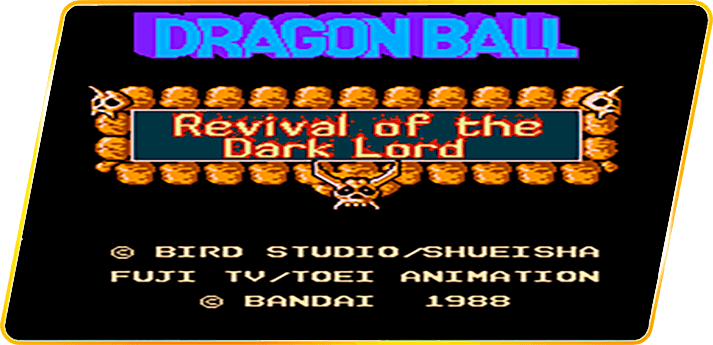 DRAGON BALL
Revival of the
Dark Lord
© BIRD STUDIO/SHUEISHA
FUJI TV/TOEI ANIMATION
© BANDAI 1988